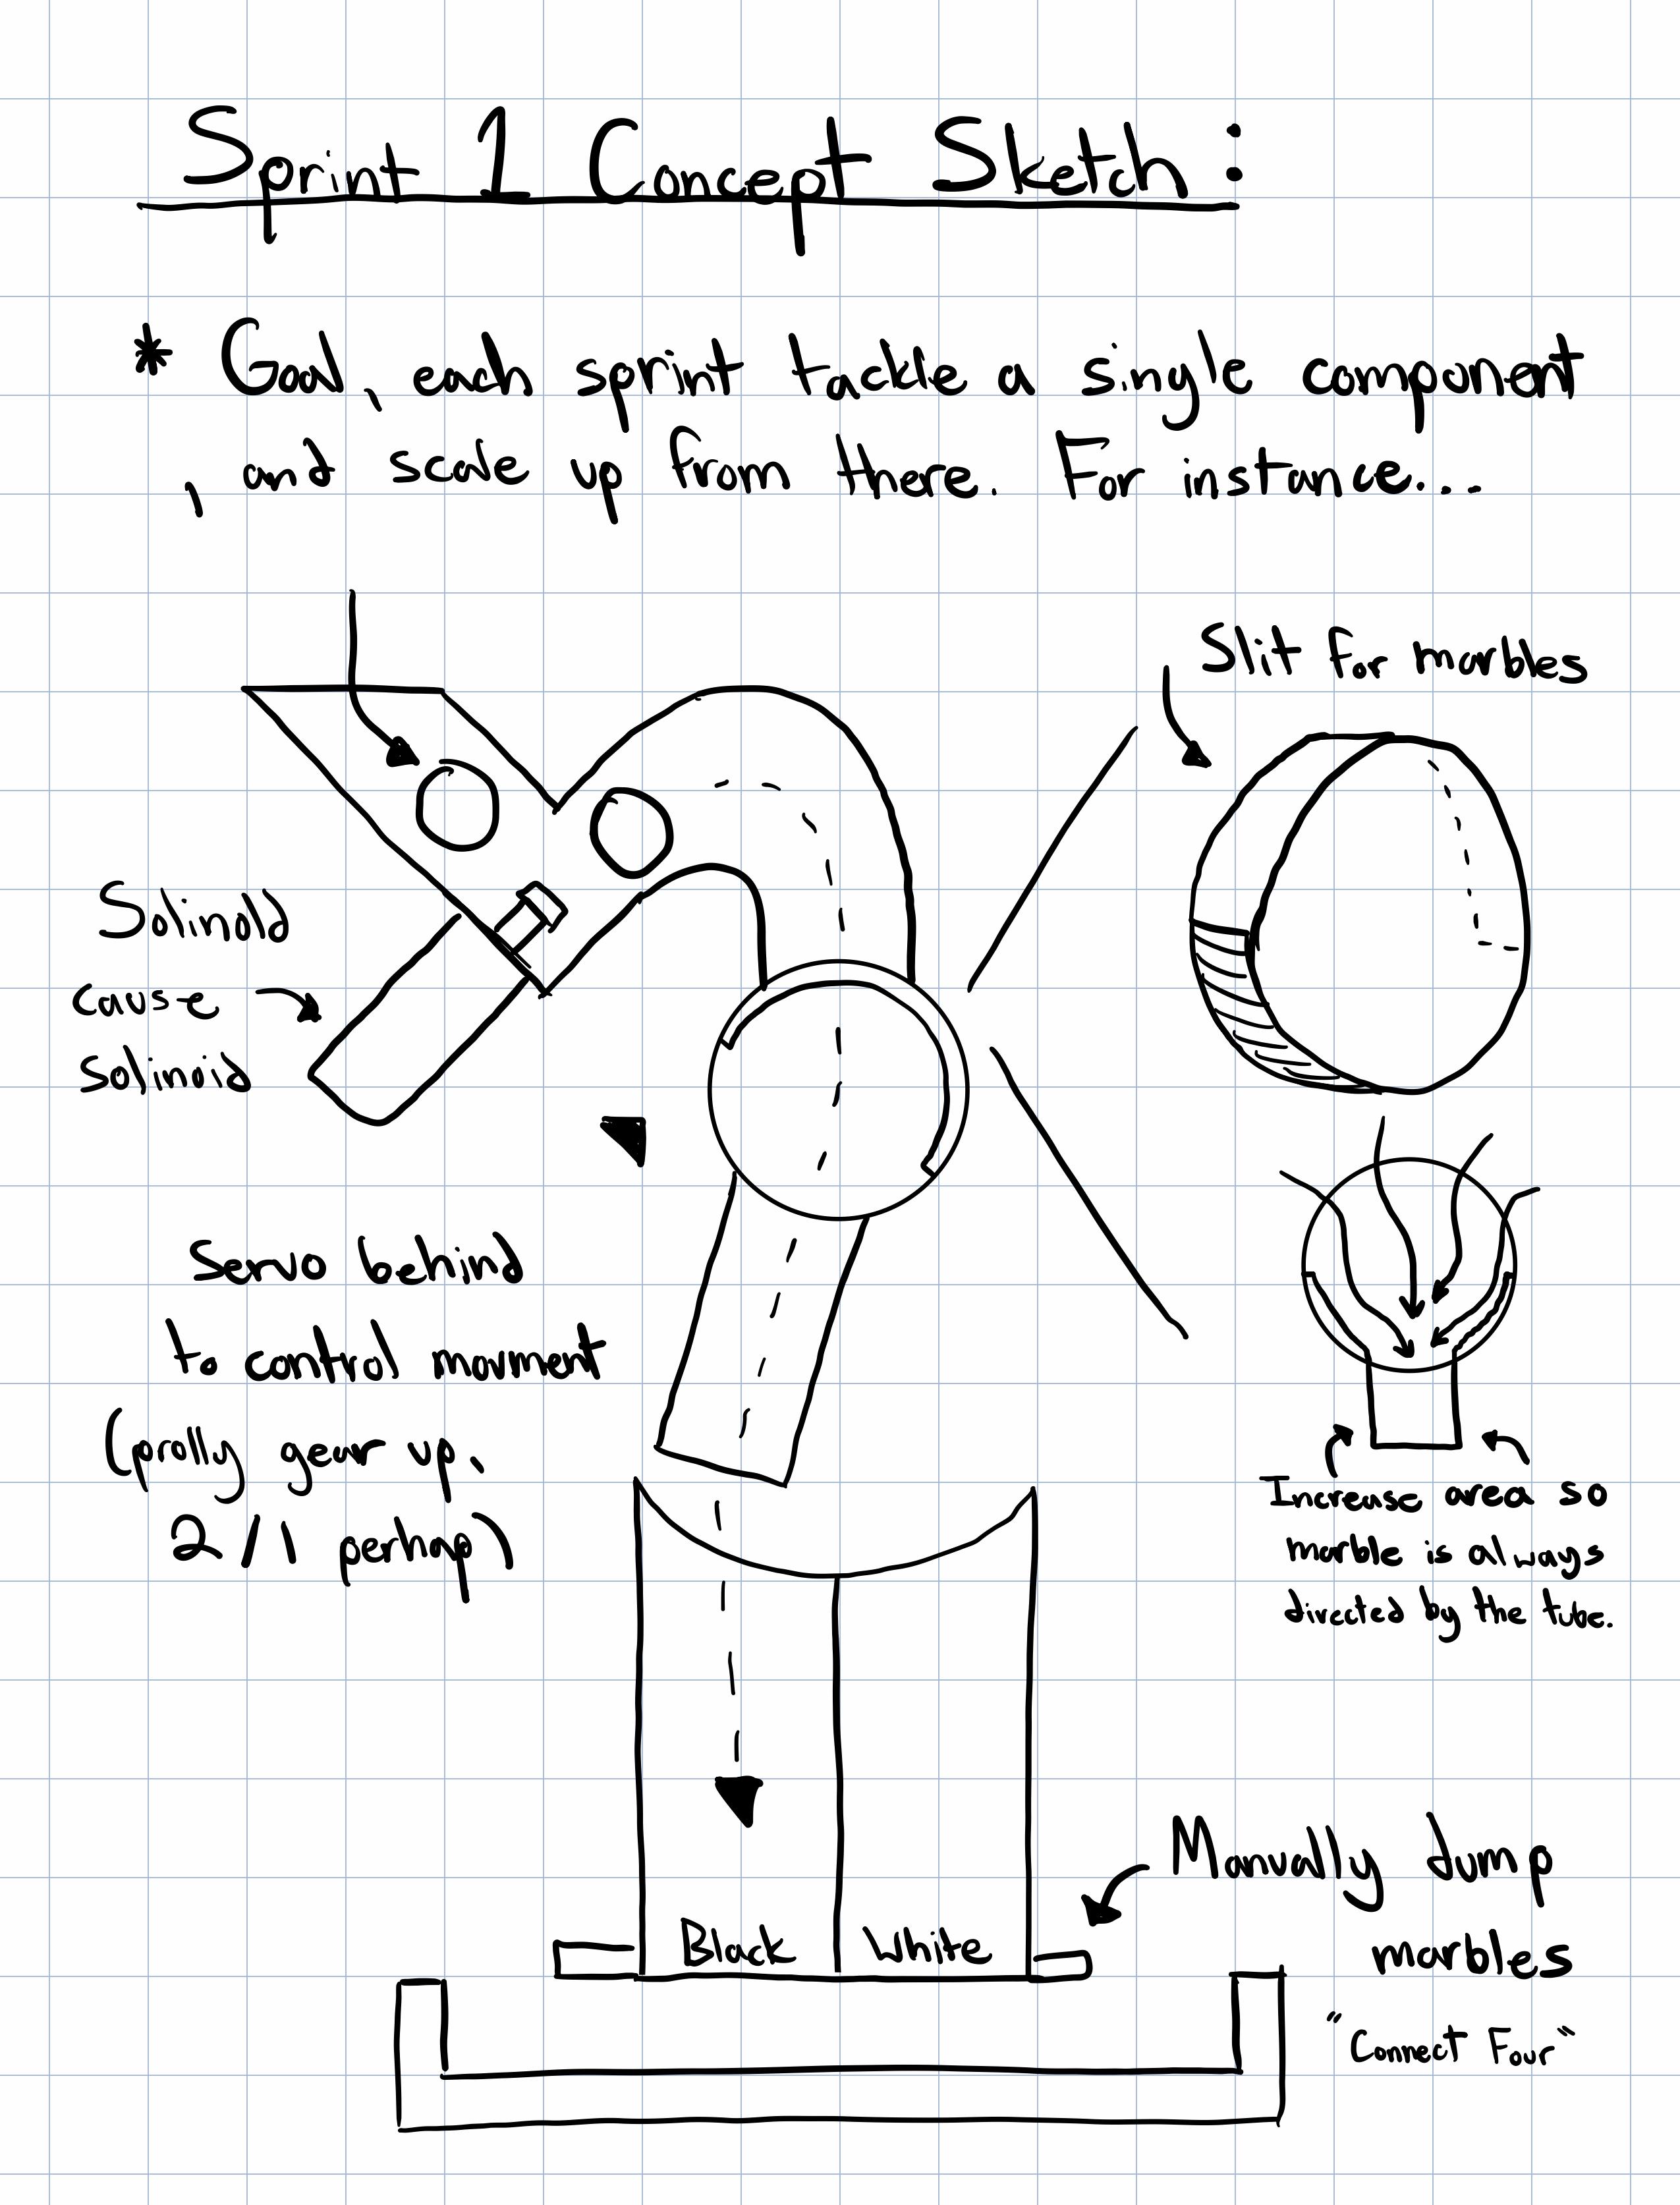 Sprint 1 Concept Sketch:
* Goal, each sprint tackle a single component
, and scale up from there. For instance...
Slit for marbles
Solinold
cause
solinoid
Servo behind
to control movment
(prolly gear up,
2/1 perhap)
Increase area so
marble is always
directed by the tube.
Manually dump
marbles
"Connect Four"
Black White